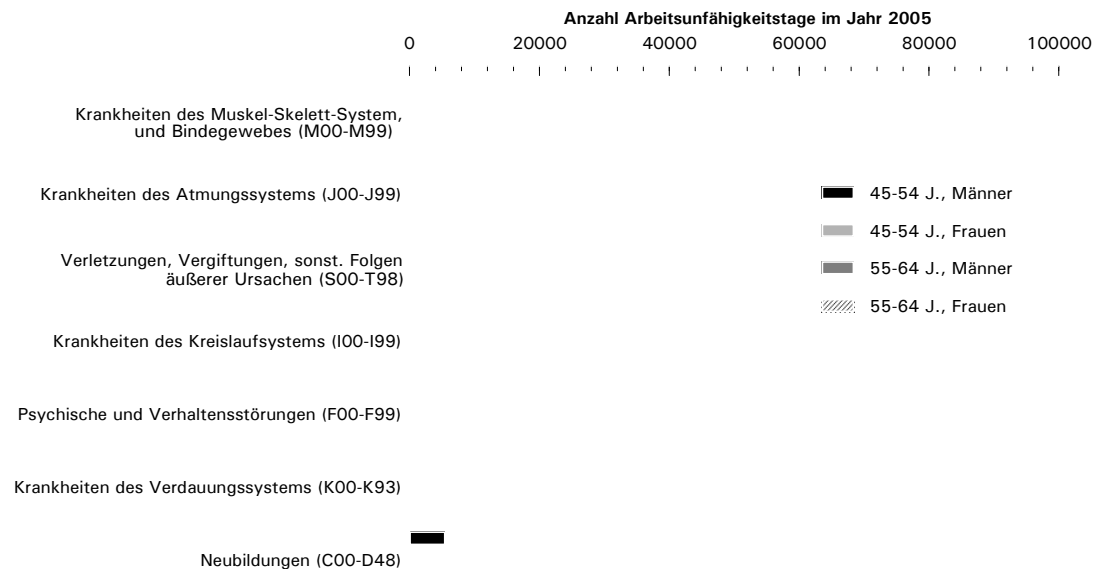 Anzahl Arbeitsunfähigkeitstage im Jahr 2005
0 20000 40000 60000 80000 100000
Krankheiten des Muskel-Skelett-System,
und Bindegewebes (M00-M99)
Krankheiten des Atmungssystems (J00-J99)
Verletzungen, Vergiftungen, sonst. Folgen
äußerer Ursachen (S00-T98)
Krankheiten des Kreislaufsystems (I00-I99)
Psychische und Verhaltensstörungen (F00-F99)
Krankheiten des Verdauungssystems (K00-K93)
Neubildungen (C00-D48)
45-54 J., Männer
45-54 J., Frauen
55-64 J., Männer
55-64 J., Frauen